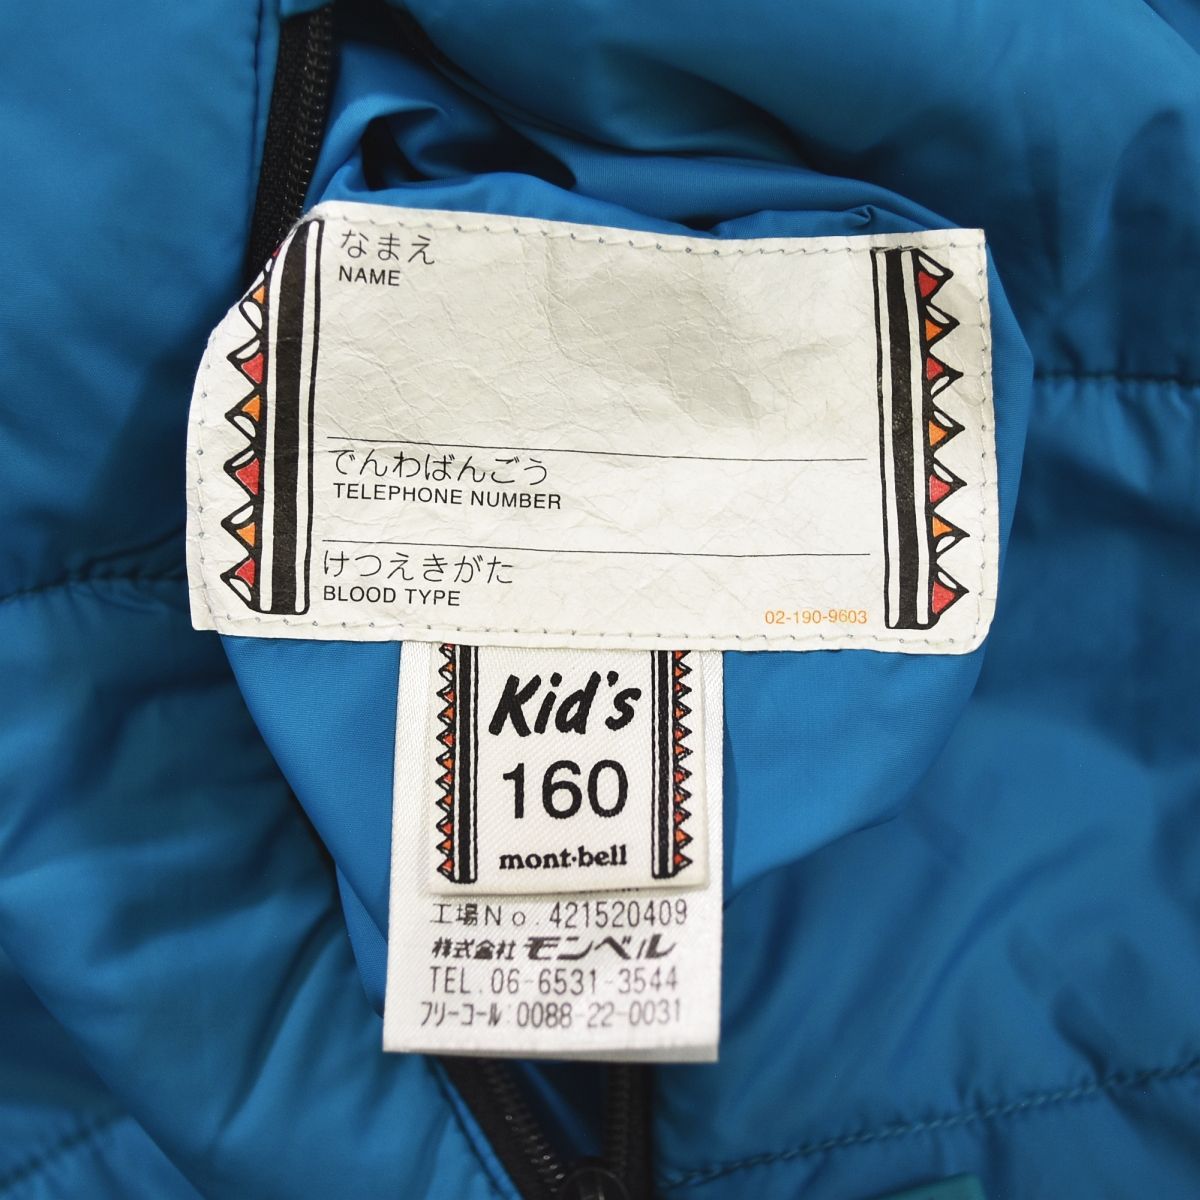 なまえ
NAME
でんわばんごう
TELEPHONE NUMBER
けつえきがた
BLOOD TYPE
02-190-9603
Kid's
160
mont-bell
工場No.421520409
株式会社 モンベル
TEL.06-6531-3544
フリーコール:0088-22-0031